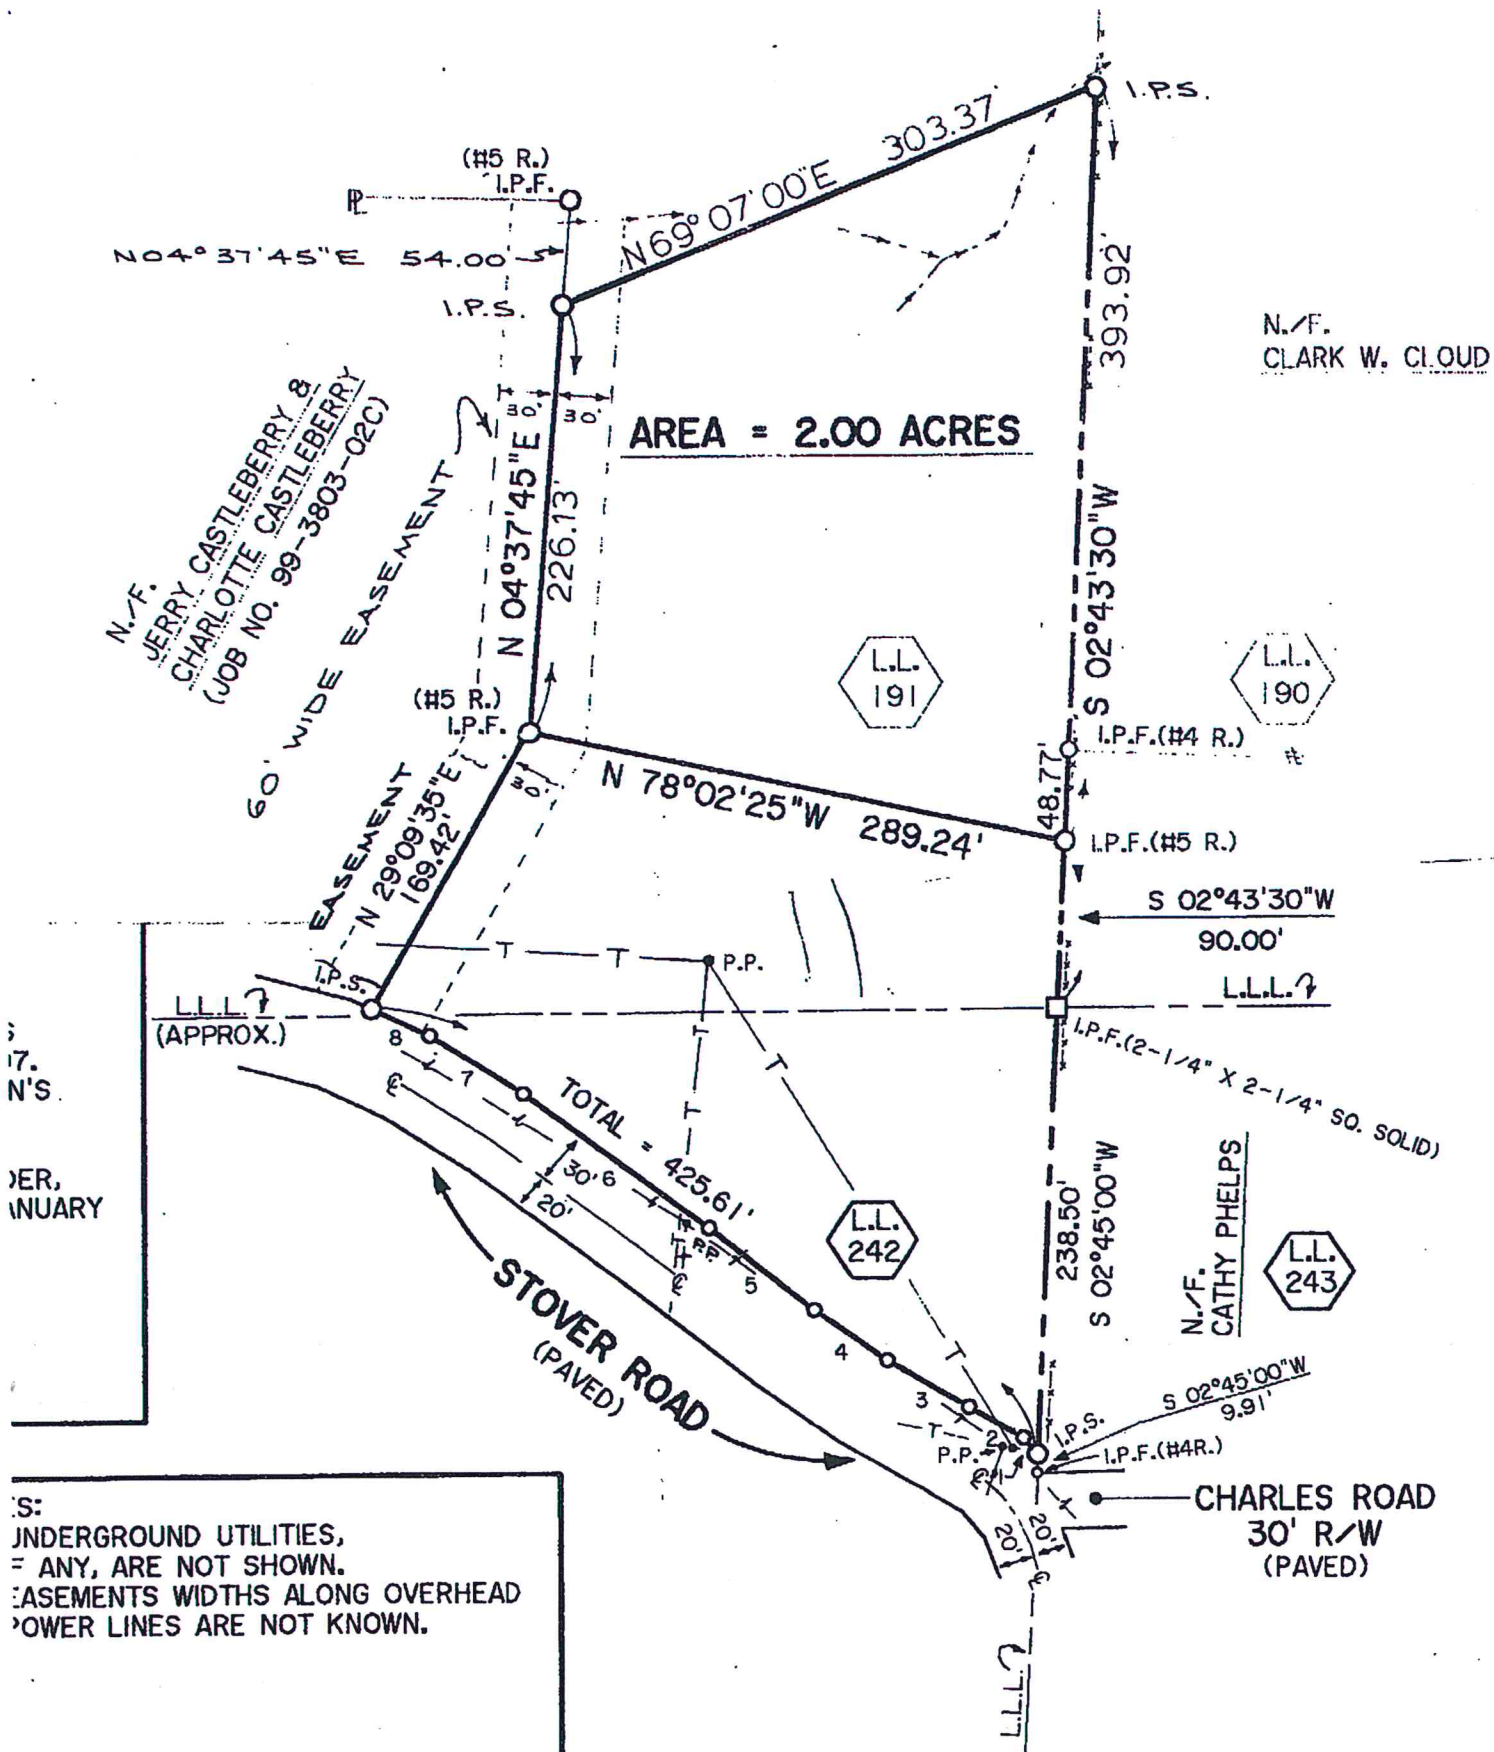 I.P.S.
303.37'
N69°07'00"E
(#5 R.)
I.P.F.
N04°37'45"E 54.00'
I.P.S.
393.92'
N./F.
CLARK W. CLOUD
30'
30'
AREA = 2.00 ACRES
N./F.
JERRY CASTLEBERRY &
CHARLOTTE CASTLEBERRY
(JOB NO. 99-3803-02C)
60' WIDE EASEMENT
N 04°37'45"E
226.13'
S 02°43'30"W
L.L.
191
L.L.
190
(#5 R.)
I.P.F.
I.P.F.(#4 R.)
48.77'
30'
N 78°02'25"W 289.24'
I.P.F.(#5 R.)
EASEMENT
N 29°09'35"E
169.42'
S 02°43'30"W
90.00'
T T
P.P.
I.P.S.
L.L.L.
(APPROX.)
L.L.L.
I.P.F.(2-1/4" X 2-1/4" SQ. SOLID)
8
7
T
T
T
TOTAL = 425.61'
30'
6
20'
17.
N'S
DER,
ANUARY
238.50'
S 02°45'00"W
N./F.
CATHY PHELPS
L.L.
242
L.L.
243
P.P.
5
STOVER ROAD
(PAVED)
4
3
2
1
T
T
S 02°45'00"W
9.91'
I.P.S.
P.P.
I.P.F.(#4R.)
CHARLES ROAD
30' R/W
(PAVED)
20'
20'
L.L.L.
S:
UNDERGROUND UTILITIES,
F ANY, ARE NOT SHOWN.
EASEMENTS WIDTHS ALONG OVERHEAD
POWER LINES ARE NOT KNOWN.